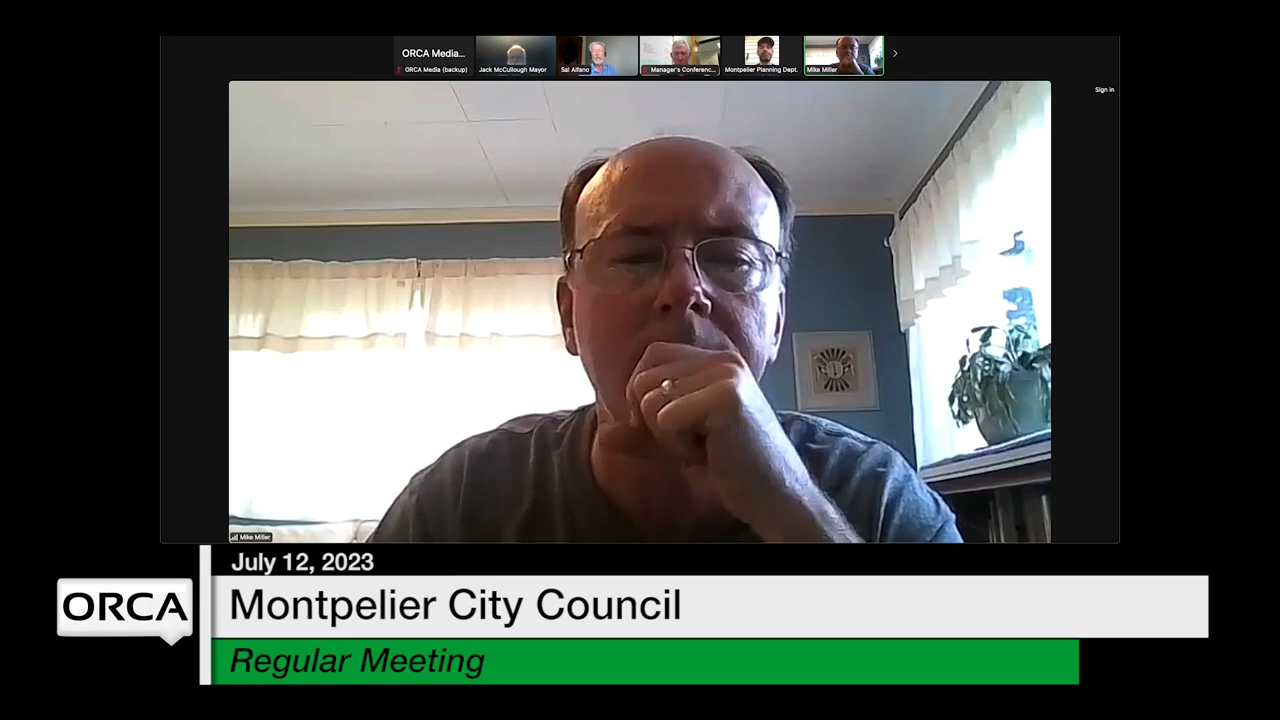 ORCA Media...
ORCA Media (backup)
Jack McCullough Mayor
Sal Alfano
Manager's Conferenc...
Montpelier Planning Dept.
Mike Miller
Sign in
Mike Miller
July 12, 2023
ORCA
Montpelier City Council
Regular Meeting